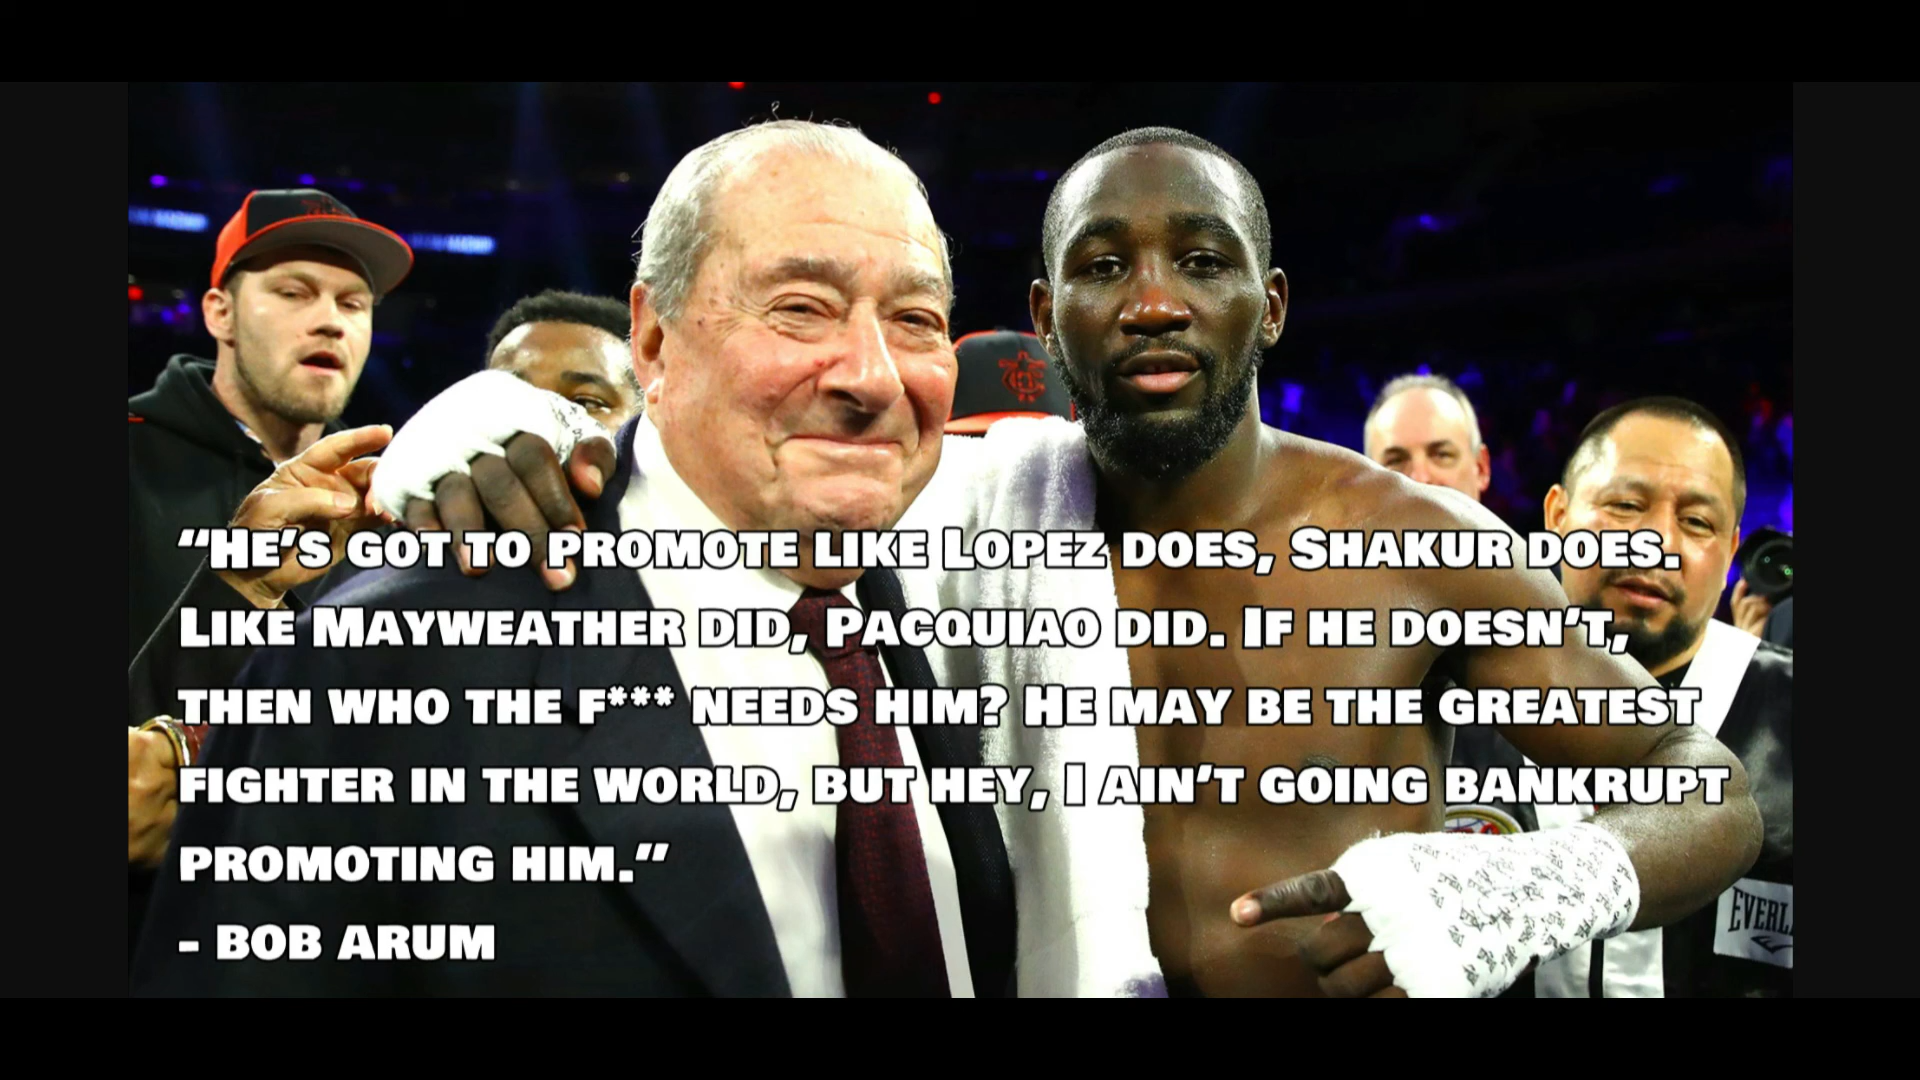 “He’s got to promote like Lopez does, Shakur does.
Like Mayweather did, Pacquiao did. If he doesn’t,
then who the f*** needs him? He may be the greatest
fighter in the world, but hey, I ain’t going bankrupt
promoting him.”
- Bob Arum
EVERL